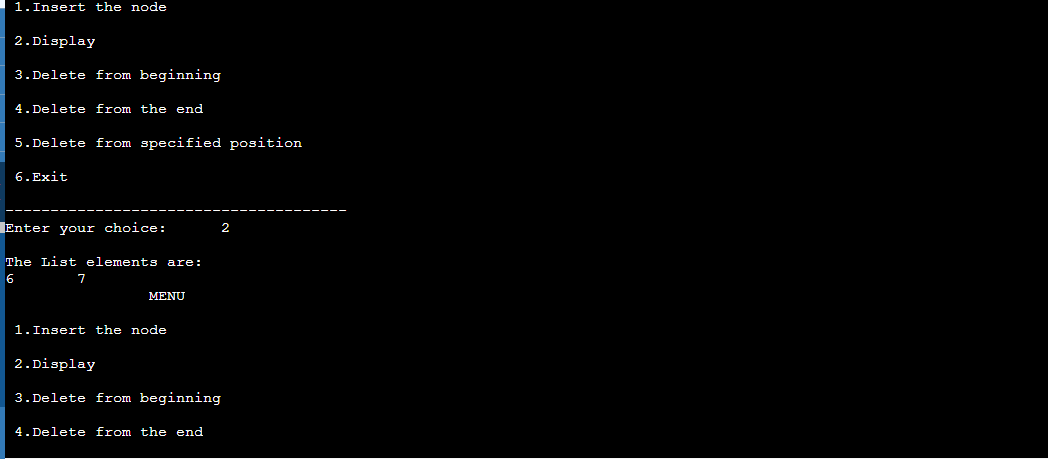 1.Insert the node
2.Display
3.Delete from beginning
4.Delete from the end
5.Delete from specified position
6.Exit
--------------------------------------
Enter your choice:      2
The List elements are:
6       7
MENU
1.Insert the node
2.Display
3.Delete from beginning
4.Delete from the end